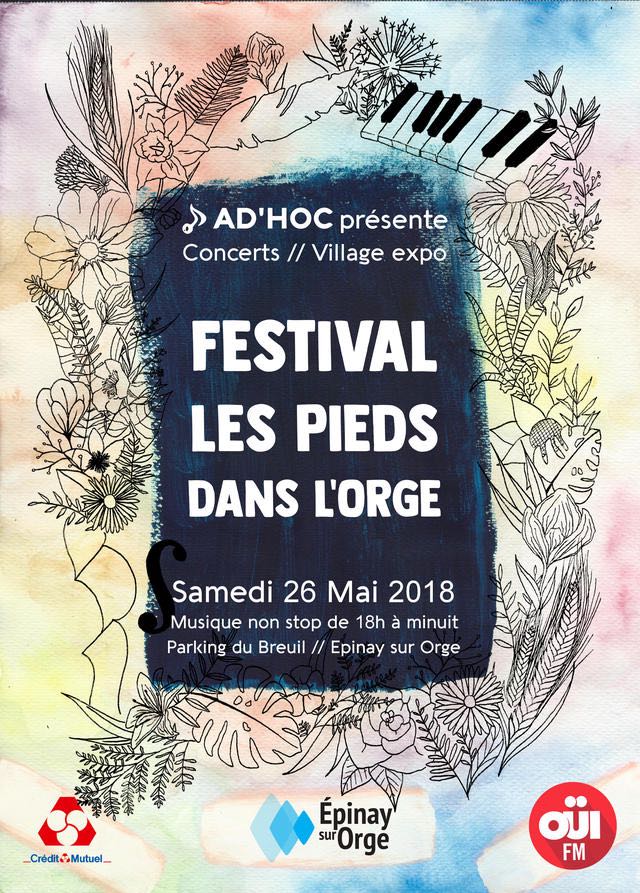 AD'HOC présente
Concerts // Village expo
FESTIVAL
LES PIEDS
DANS L'ORGE
Samedi 26 Mai 2018
Musique non stop de 18h à minuit
Parking du Breuil // Epinay sur Orge
Crédit Mutuel
Épinay
sur Orge
OÜI
FM